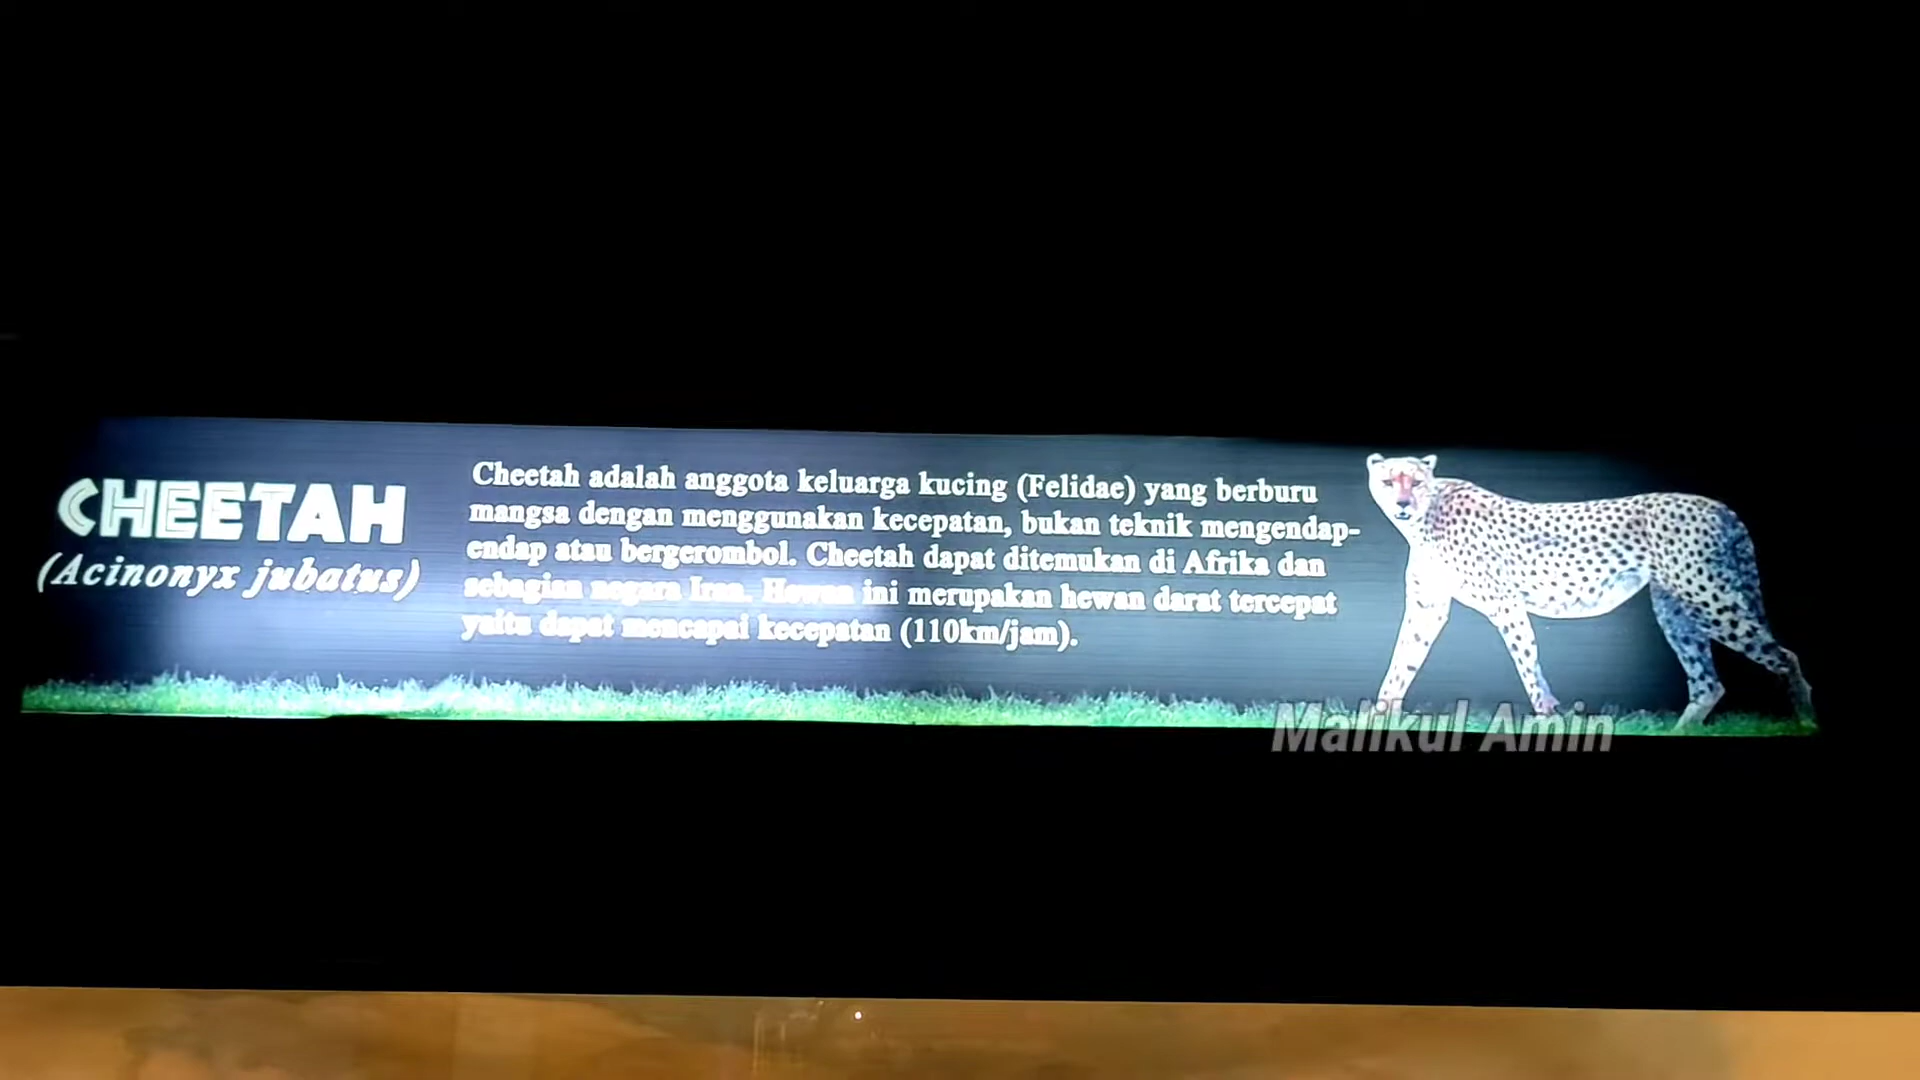 CHEETAH
(Acinonyx jubatus)
Cheetah adalah anggota keluarga kucing (Felidae) yang berburu
mangsa dengan menggunakan kecepatan, bukan teknik mengendap-
endap atau bergerombol. Cheetah dapat ditemukan di Afrika dan
sebagian negara Iran. Hewan ini merupakan hewan darat tercepat
yaitu dapat mencapai kecepatan (110km/jam).
Malikul Amin